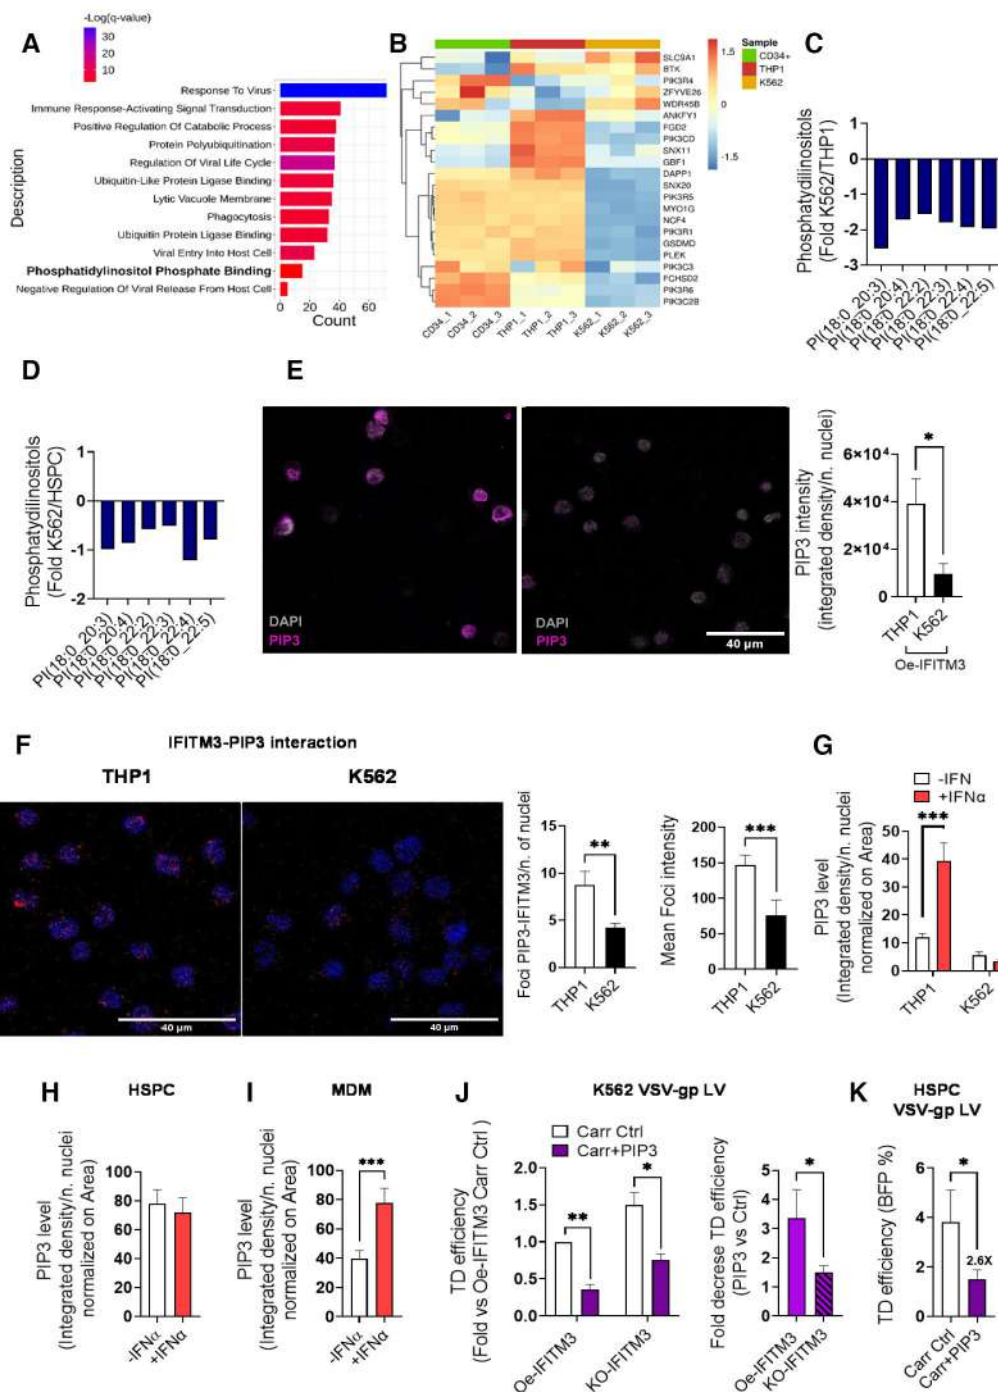 A
-Log(q-value)
30
20
10
Description
Response To Virus
Immune Response-Activating Signal Transduction
Positive Regulation Of Catabolic Process
Protein Polyubiquitination
Regulation Of Viral Life Cycle
Ubiquitin-Like Protein Ligase Binding
Lytic Vacuole Membrane
Phagocytosis
Ubiquitin Protein Ligase Binding
Viral Entry Into Host Cell
Phosphatidylinositol Phosphate Binding
Negative Regulation Of Viral Release From Host Cell
0 20 40 60
Count
B
SLC9A1
BTK
PIK3R4
ZFYVE26
WDR45B
ANKFY1
FGD2
PIK3CD
SNX11
GBF1
DAPP1
SNX20
PIK3R5
MYO1G
NCF4
PIK3R1
GSDMD
PLEK
PIK3C3
FCHSD2
PIK3R6
PIK3C2B
CD34_1 CD34_2 CD34_3 THP1_1 THP1_2 THP1_3 K562_1 K562_2 K562_3
1.5
0
-1.5
Sample
CD34+
THP1
K562
C
Phosphatydilinositols
(Fold K562/THP1)
1
0
-1
-2
-3
PI(18:0_20:3)
PI(18:0_20:4)
PI(18:0_22:2)
PI(18:0_22:3)
PI(18:0_22:4)
PI(18:0_22:5)
D
Phosphatydilinositols
(Fold K562/HSPC)
1
0
-1
-2
PI(18:0_20:3)
PI(18:0_20:4)
PI(18:0_22:2)
PI(18:0_22:3)
PI(18:0_22:4)
PI(18:0_22:5)
E
DAPI
PIP3
DAPI
PIP3
40 µm
PIP3 intensity
(integrated density/n. nuclei)
6×10⁴
4×10⁴
2×10⁴
0
*
THP1
K562
Oe-IFITM3
F
IFITM3-PIP3 interaction
THP1
K562
40 µm
40 µm
Foci PIP3-IFITM3/n. of nuclei
15
10
5
0
**
THP1
K562
Mean Foci intensity
200
150
100
50
0
***
THP1
K562
G
-IFN
+IFNα
PIP3 level
(Integrated density/n. nuclei
normalized on Area)
50
40
30
20
10
0
***
THP1
K562
H
HSPC
PIP3 level
(Integrated density/n. nuclei
normalized on Area)
100
80
60
40
20
0
-IFNα
+IFNα
I
MDM
PIP3 level
(Integrated density/n. nuclei
normalized on Area)
100
80
60
40
20
0
***
-IFNα
+IFNα
J
K562 VSV-gp LV
Carr Ctrl
Carr+PIP3
TD efficiency
(Fold vs Oe-IFITM3 Carr Ctrl )
2.0
1.5
1.0
0.5
0.0
**
*
Oe-IFITM3
KO-IFITM3
Fold decrese TD efficiency
(PIP3 vs Ctrl)
5
4
3
2
1
0
*
Oe-IFITM3
KO-IFITM3
K
HSPC
VSV-gp LV
TD efficiency (BFP %)
6
4
2
0
*
2.6X
Carr Ctrl
Carr+PIP3